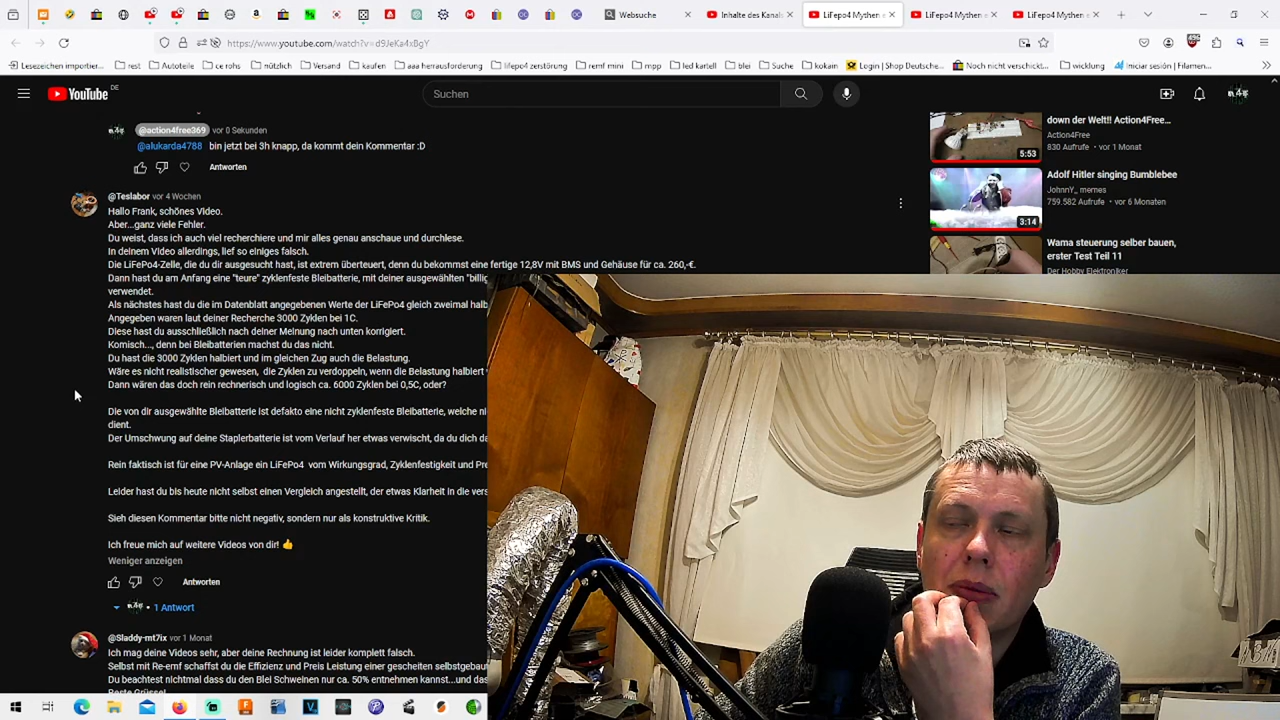 Websuche
Inhalte des Kanals
LiFepo4 Mythen
LiFepo4 Mythen
LiFepo4 Mythen
https://www.youtube.com/watch?v=d9JeKa4xBgY
Lesezeichen importier...
rest
Autoteile
ce rohs
nützlich
Versand
kaufen
aaa herausforderung
lifepo4 zerstörung
remf mini
mpp
led kartell
blei
Suche
kokain
Login | Shop Deutsche...
Noch nicht verschickt...
wicklung
Iniciar sesión | Filamen...
YouTube DE
Suchen
@action4free369 vor 0 Sekunden
@alukarda4788 bin jetzt bei 3h knapp, da kommt dein Kommentar :D
Antworten
@Teslabor vor 4 Wochen
Hallo Frank, schönes Video.
Aber...ganz viele Fehler.
Du weist, dass ich auch viel recherchiere und mir alles genau anschaue und durchlese.
In deinem Video allerdings, lief so einiges falsch.
Die LiFePo4-Zelle, die du dir ausgesucht hast, ist extrem überteuert, denn du bekommst eine fertige 12,8V mit BMS und Gehäuse für ca. 260,-€.
Dann hast du am Anfang eine "teure" zyklenfeste Bleibatterie, mit deiner ausgewählten "billig
verwendet.
Als nächstes hast du die im Datenblatt angegebenen Werte der LiFePo4 gleich zweimal halb
Angegeben waren laut deiner Recherche 3000 Zyklen bei 1C.
Diese hast du ausschließlich nach deiner Meinung nach unten korrigiert.
Komisch..., denn bei Bleibatterien machst du das nicht.
Du hast die 3000 Zyklen halbiert und im gleichen Zug auch die Belastung.
Wäre es nicht realistischer gewesen, die Zyklen zu verdoppeln, wenn die Belastung halbiert
Dann wären das doch rein rechnerisch und logisch ca. 6000 Zyklen bei 0,5C, oder?
Die von dir ausgewählte Bleibatterie ist defakto eine nicht zyklenfeste Bleibatterie, welche ni
dient.
Der Umschwung auf deine Staplerbatterie ist vom Verlauf her etwas verwischt, da du dich da
Rein faktisch ist für eine PV-Anlage ein LiFePo4 vom Wirkungsgrad, Zyklenfestigkeit und Pre
Leider hast du bis heute nicht selbst einen Vergleich angestellt, der etwas Klarheit in die vers
Sieh diesen Kommentar bitte nicht negativ, sondern nur als konstruktive Kritik.
Ich freue mich auf weitere Videos von dir! 👍
Weniger anzeigen
Antworten
1 Antwort
@Sladdy-mt7ix vor 1 Monat
Ich mag deine Videos sehr, aber deine Rechnung ist leider komplett falsch.
Selbst mit Re-emf schaffst du die Effizienz und Preis Leistung einer gescheiten selbstgebaut
Du beachtest nichtmal dass du den Blei Schweinen nur ca. 50% entnehmen kannst...und das
Beste Grüsse!
down der Welt!! Action4Free...
Action4Free
830 Aufrufe • vor 1 Monat
5:53
Adolf Hitler singing Bumblebee
JohnnY_ memes
759.582 Aufrufe • vor 6 Monaten
3:14
Wama steuerung selber bauen,
erster Test Teil 11
Der Hobby Elektroniker